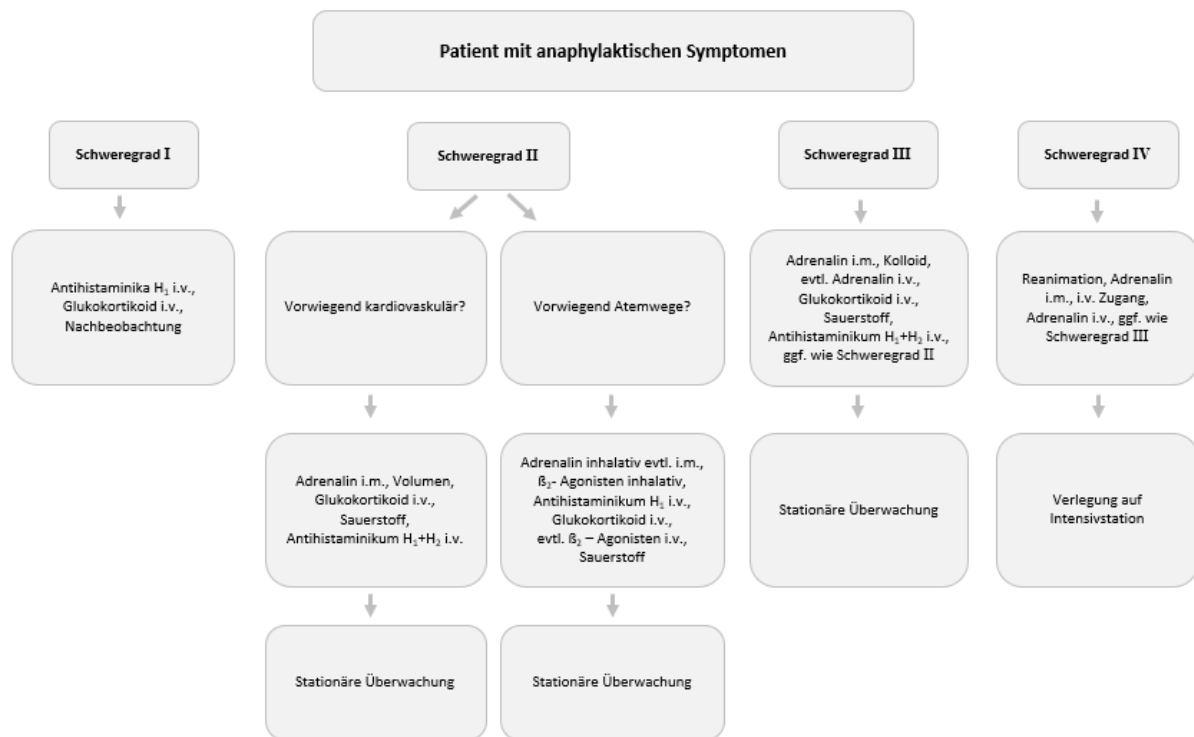 Patient mit anaphylaktischen Symptomen
Schweregrad I
Schweregrad II
Schweregrad III
Schweregrad IV
Antihistaminika H₁ i.v.,
Glukokortikoid i.v.,
Nachbeobachtung
Vorwiegend kardiovaskulär?
Vorwiegend Atemwege?
Adrenalin i.m., Kolloid,
evtl. Adrenalin i.v.,
Glukokortikoid i.v.,
Sauerstoff,
Antihistaminikum H₁+H₂ i.v.,
ggf. wie Schweregrad II
Reanimation, Adrenalin
i.m., i.v. Zugang,
Adrenalin i.v., ggf. wie
Schweregrad III
Adrenalin i.m., Volumen,
Glukokortikoid i.v.,
Sauerstoff,
Antihistaminikum H₁+H₂ i.v.
Adrenalin inhalativ evtl. i.m.,
ß₂- Agonisten inhalativ,
Antihistaminikum H₁ i.v.,
Glukokortikoid i.v.,
evtl. ß₂ – Agonisten i.v.,
Sauerstoff
Stationäre Überwachung
Verlegung auf
Intensivstation
Stationäre Überwachung
Stationäre Überwachung